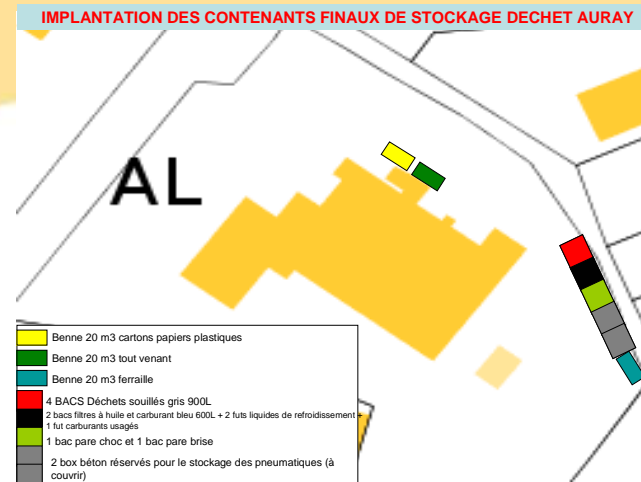 IMPLANTATION DES CONTENANTS FINAUX DE STOCKAGE DECHET AURAY
AL
Benne 20 m3 cartons papiers plastiques
Benne 20 m3 tout venant
Benne 20 m3 ferraille
4 BACS Déchets souillés gris 900L
2 bacs filtres à huile et carburant bleu 600L + 2 futs liquides de refroidissement +
1 fut carburants usagés
1 bac pare choc et 1 bac pare brise
2 box béton réservés pour le stockage des pneumatiques (à
couvrir)